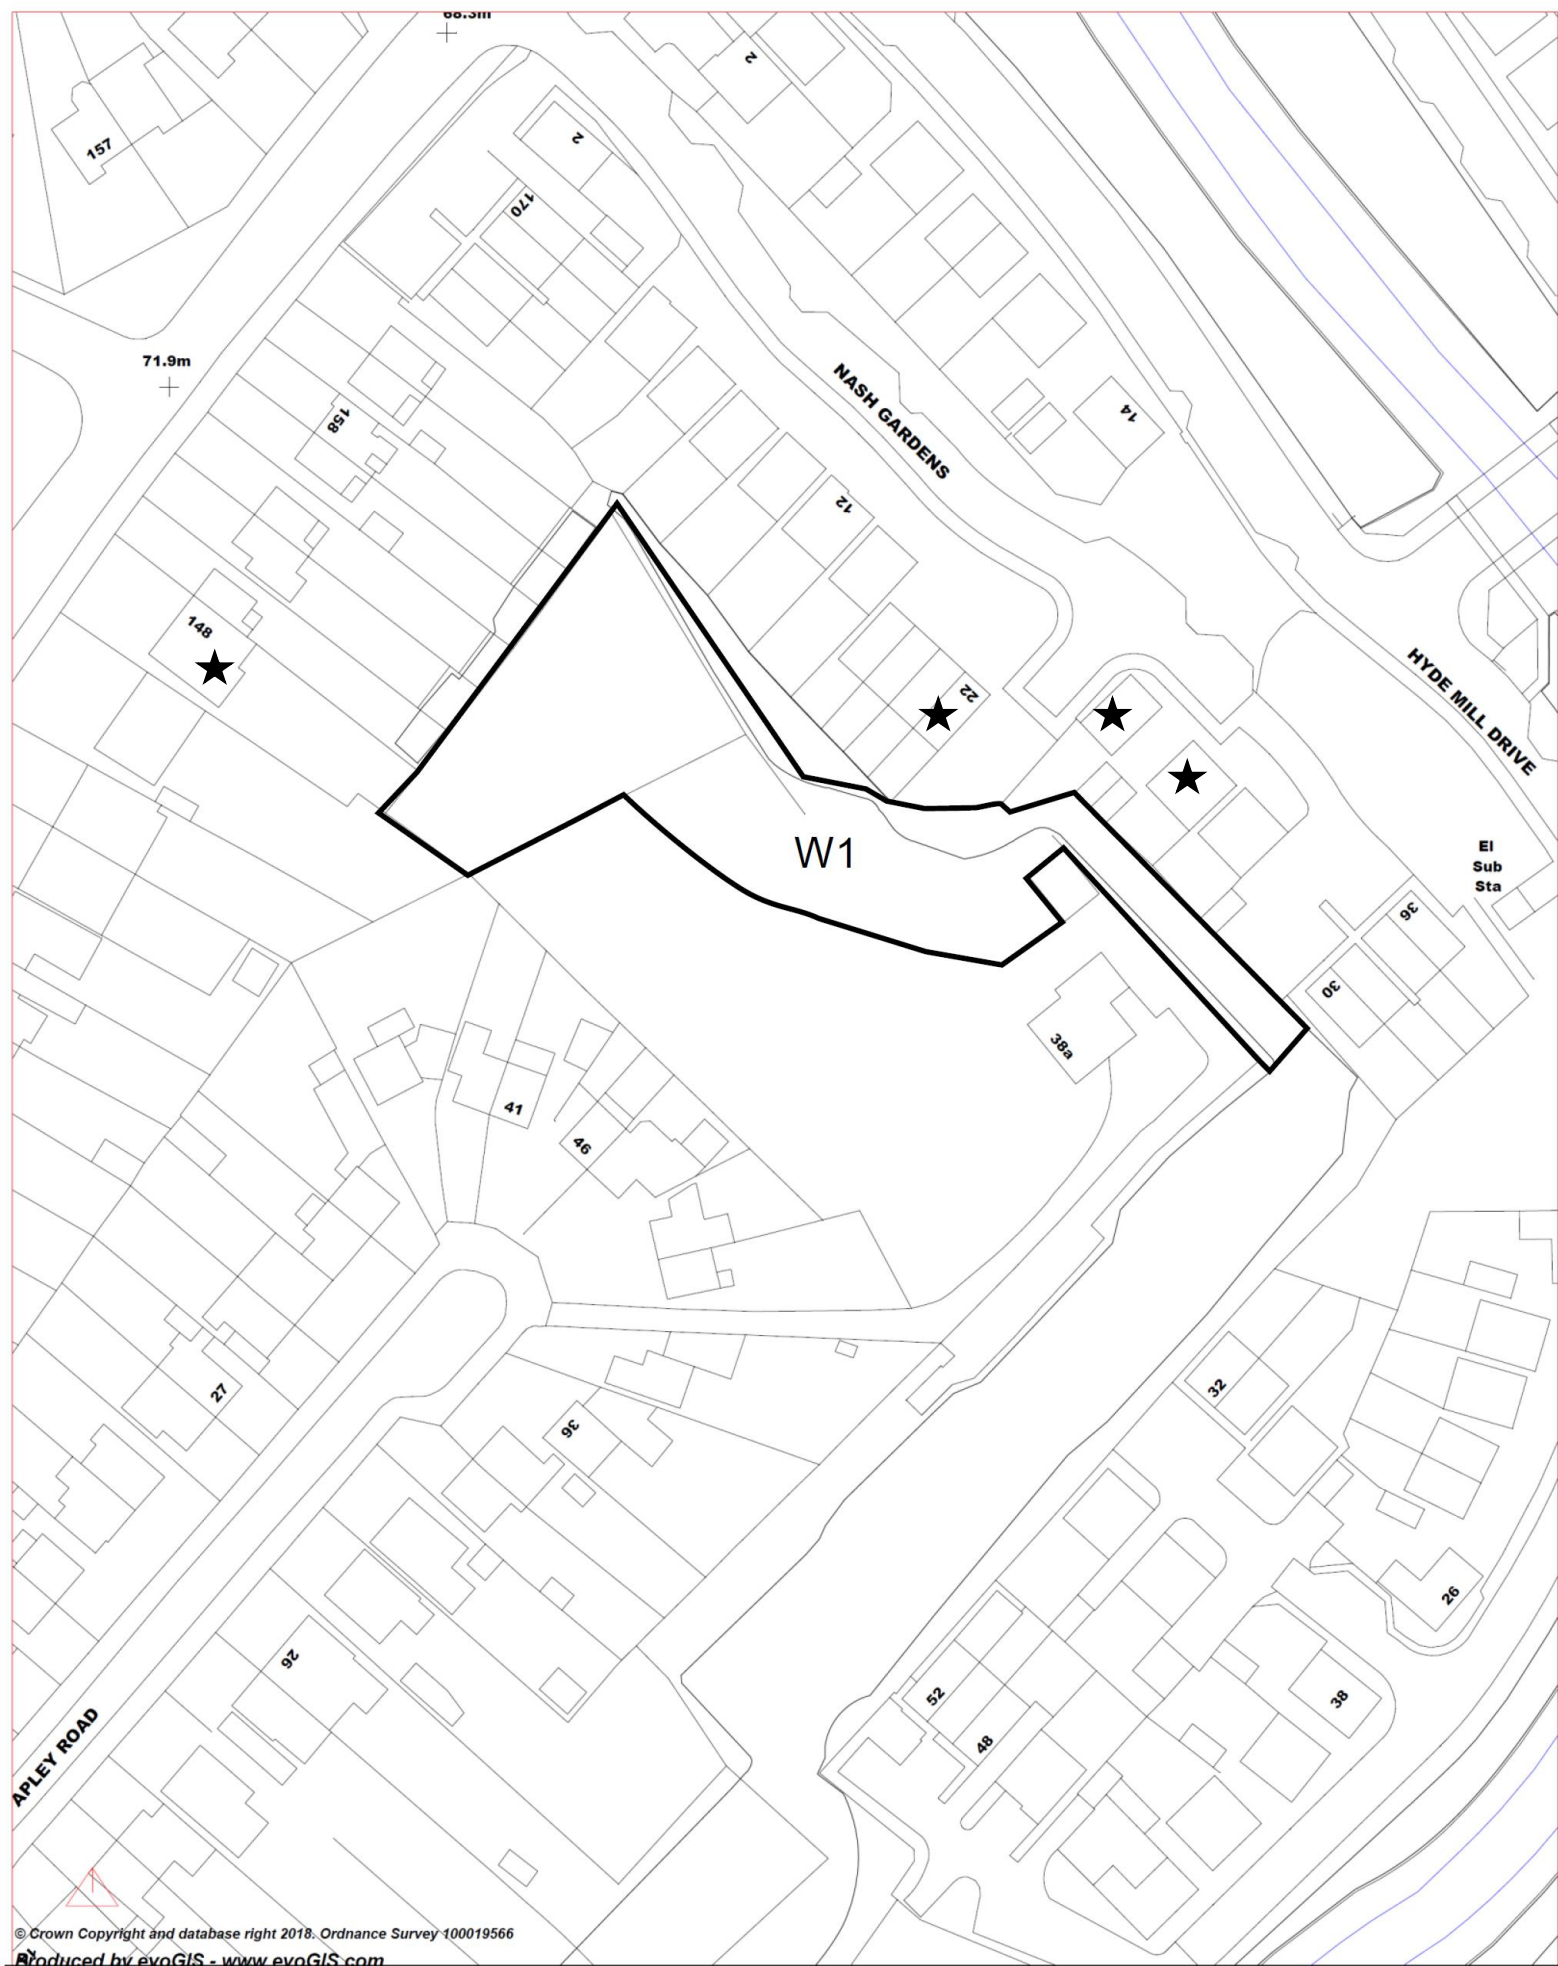 68.3m
2
157
2
170
71.9m
NASH GARDENS
158
14
12
148
22
HYDE MILL DRIVE
W1
El
Sub
Sta
36
30
38a
41
46
27
32
36
26
26
52
38
48
APLEY ROAD
© Crown Copyright and database right 2018. Ordnance Survey 100019566
Produced by evoGIS - www.evoGIS.com